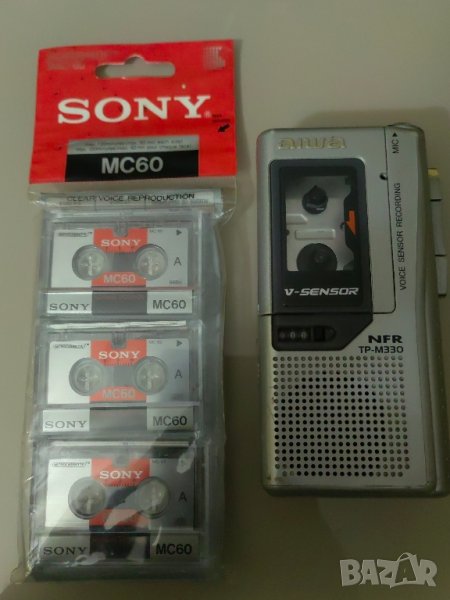 SONY
MC60
CLEAR VOICE REPRODUCTION
SONY
A
MC60
SONY MC60
SONY
A
MC60
SONY MC60
SONY
A
MC60
SONY MC60
aiwa
MIC
VOICE SENSOR RECORDING
V-SENSOR
NFR
TP-M330
BAZAR